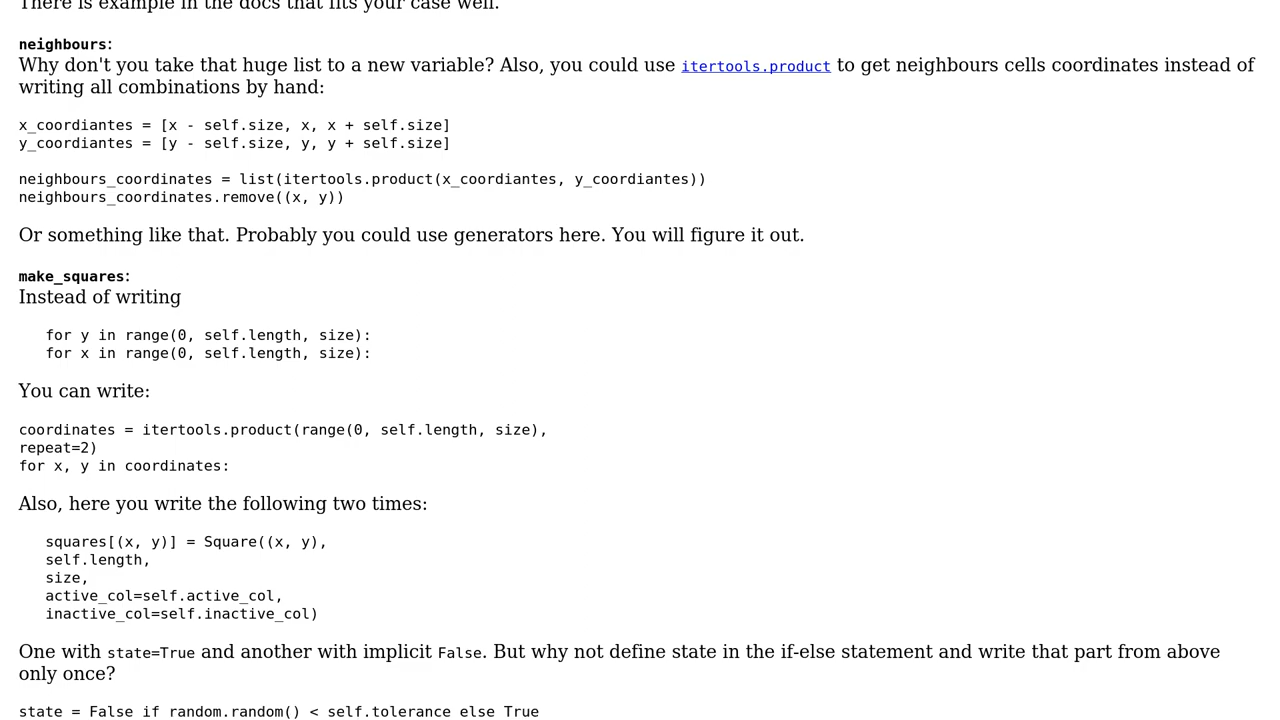 There is example in the docs that fits your case well.
neighbours:
Why don't you take that huge list to a new variable? Also, you could use itertools.product to get neighbours cells coordinates instead of
writing all combinations by hand:
x_coordiantes = [x - self.size, x, x + self.size]
y_coordiantes = [y - self.size, y, y + self.size]
neighbours_coordinates = list(itertools.product(x_coordiantes, y_coordiantes))
neighbours_coordinates.remove((x, y))
Or something like that. Probably you could use generators here. You will figure it out.
make_squares:
Instead of writing
for y in range(0, self.length, size):
for x in range(0, self.length, size):
You can write:
coordinates = itertools.product(range(0, self.length, size),
repeat=2)
for x, y in coordinates:
Also, here you write the following two times:
squares[(x, y)] = Square((x, y),
self.length,
size,
active_col=self.active_col,
inactive_col=self.inactive_col)
One with state=True and another with implicit False. But why not define state in the if-else statement and write that part from above
only once?
state = False if random.random() < self.tolerance else True